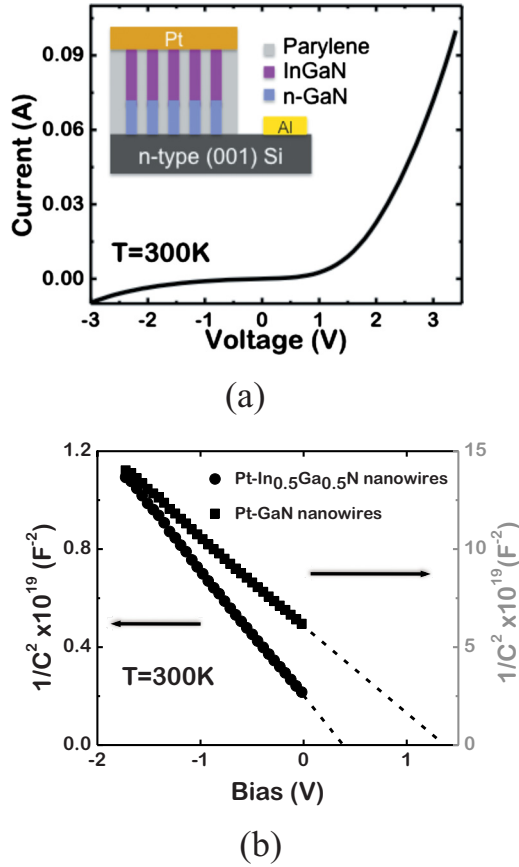 0.09
0.06
0.03
0.00
Current (A)
Pt
Parylene
InGaN
n-GaN
Al
n-type (001) Si
T=300K
-3 -2 -1 0 1 2 3
Voltage (V)
(a)
1.2
0.9
0.6
0.4
0.0
1/C² x10¹⁹ (F⁻²)
15
10
5
0
1/C² x10¹⁹ (F⁻²)
Pt-In₀.₅Ga₀.₅N nanowires
Pt-GaN nanowires
T=300K
-2 -1 0 1
Bias (V)
(b)